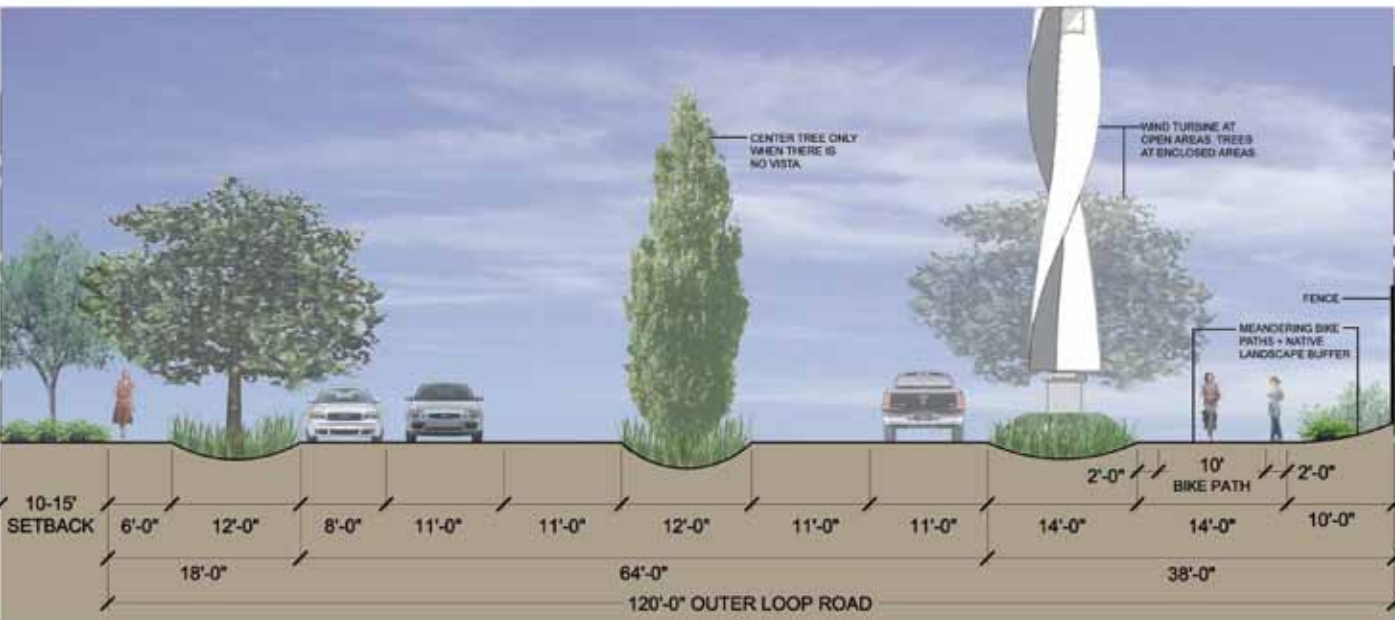 CENTER TREE ONLY
WHEN THERE IS
NO VISTA.
WIND TURBINE AT
OPEN AREAS. TREES
AT ENCLOSED AREAS
FENCE
MEANDERING BIKE
PATHS + NATIVE
LANDSCAPE BUFFER
2'-0" 10' 2'-0"
BIKE PATH
10-15'
SETBACK
6'-0" 12'-0" 8'-0" 11'-0" 11'-0" 12'-0" 11'-0" 11'-0" 14'-0" 14'-0" 10'-0"
18'-0" 64'-0" 38'-0"
120'-0" OUTER LOOP ROAD